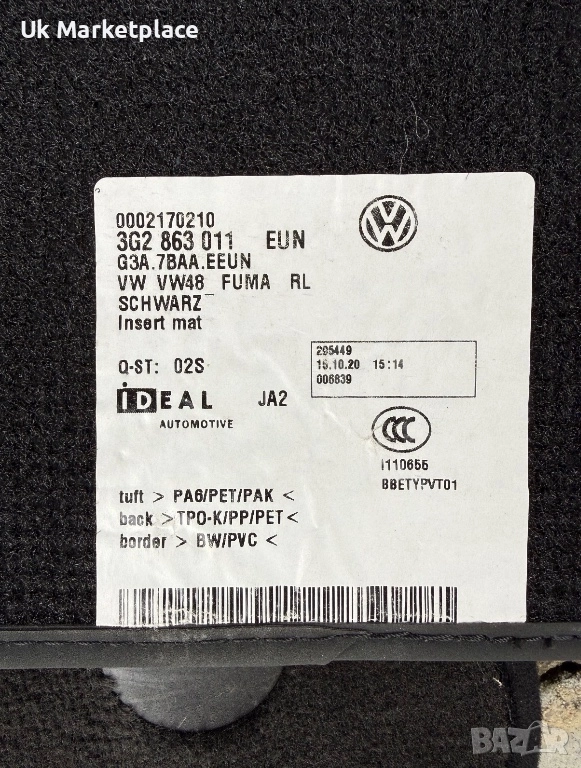 Uk Marketplace
0002170210
3G2 863 011 EUN
G3A.7BAA.EEUN
VW VW48 FUMA RL
SCHWARZ
Insert mat
Q-ST: 02S
295449
15.10.20 15:14
006839
IDEAL JA2
AUTOMOTIVE
CCC
I110655
BBETYPVT01
tuft > PA6/PET/PAK <
back >TPO-K/PP/PET<
border > BW/PVC <
BAZAR